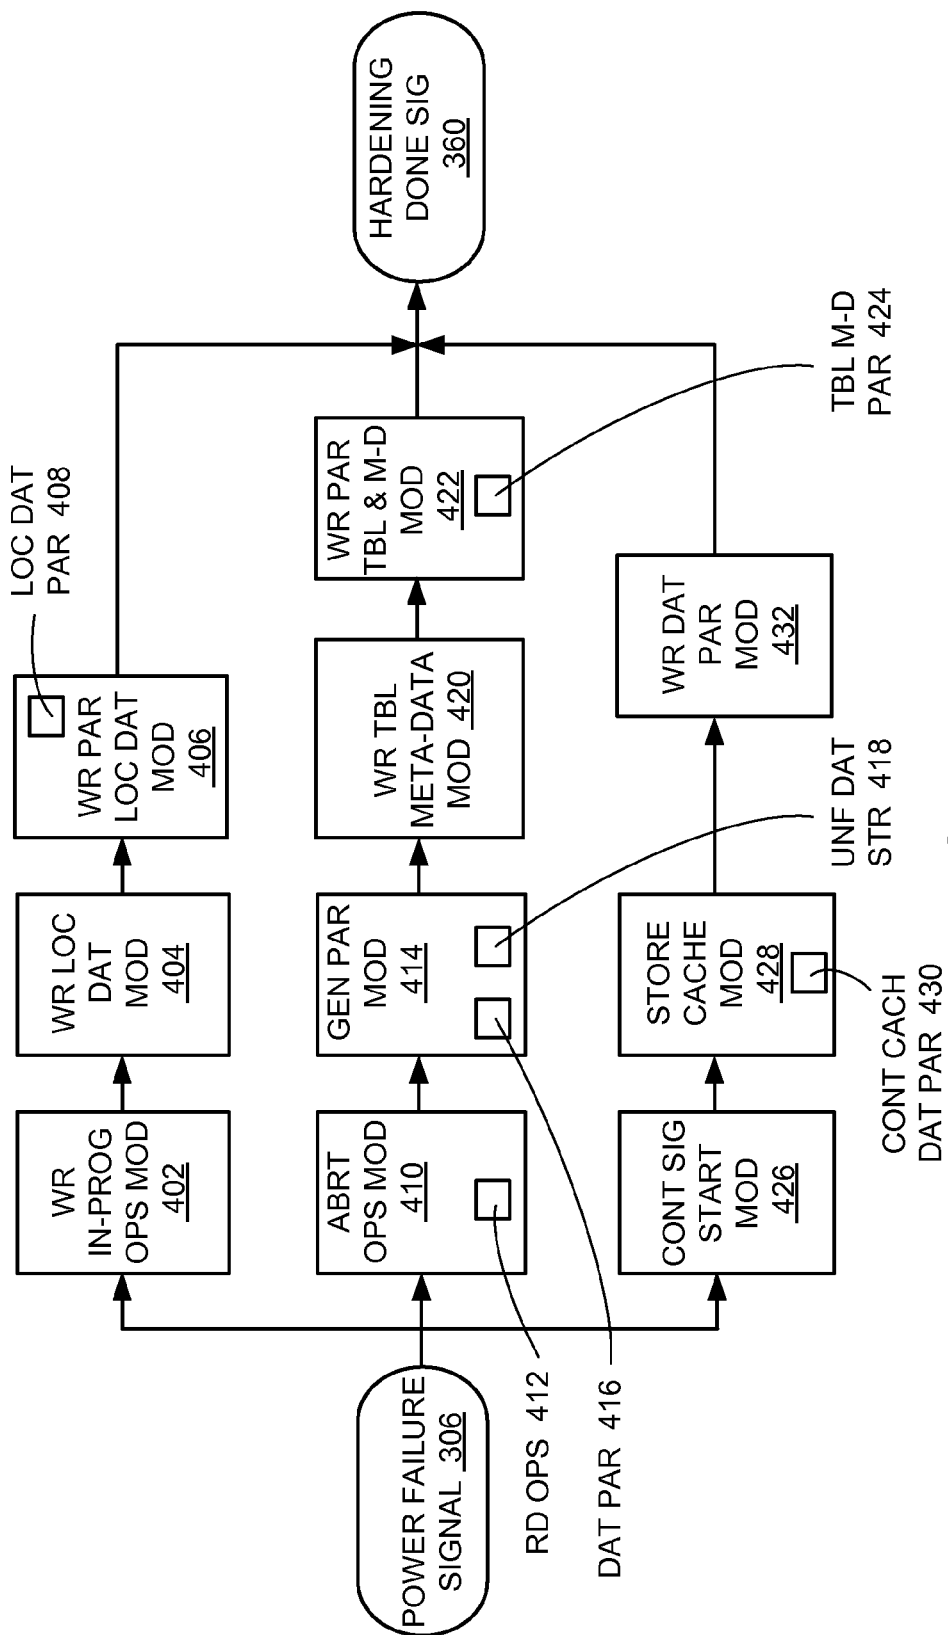 POWER FAILURE
SIGNAL 306
WR
IN-PROG
OPS MOD
402
WR LOC
DAT
MOD
404
WR PAR
LOC DAT
MOD
406
LOC DAT
PAR 408
ABRT
OPS MOD
410
RD OPS 412
GEN PAR
MOD
414
DAT PAR 416
UNF DAT
STR 418
WR TBL
META-DATA
MOD 420
WR PAR
TBL & M-D
MOD
422
TBL M-D
PAR 424
CONT SIG
START
MOD
426
STORE
CACHE
MOD
428
CONT CACH
DAT PAR 430
WR DAT
PAR
MOD
432
HARDENING
DONE SIG
360